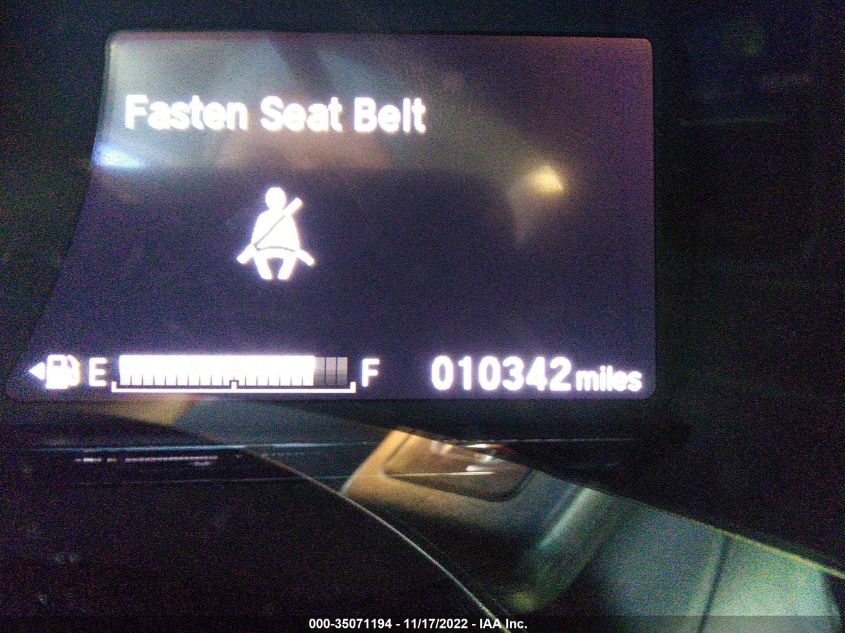 Fasten Seat Belt
E F 010342 miles
000-35071194 - 11/17/2022 - IAA Inc.